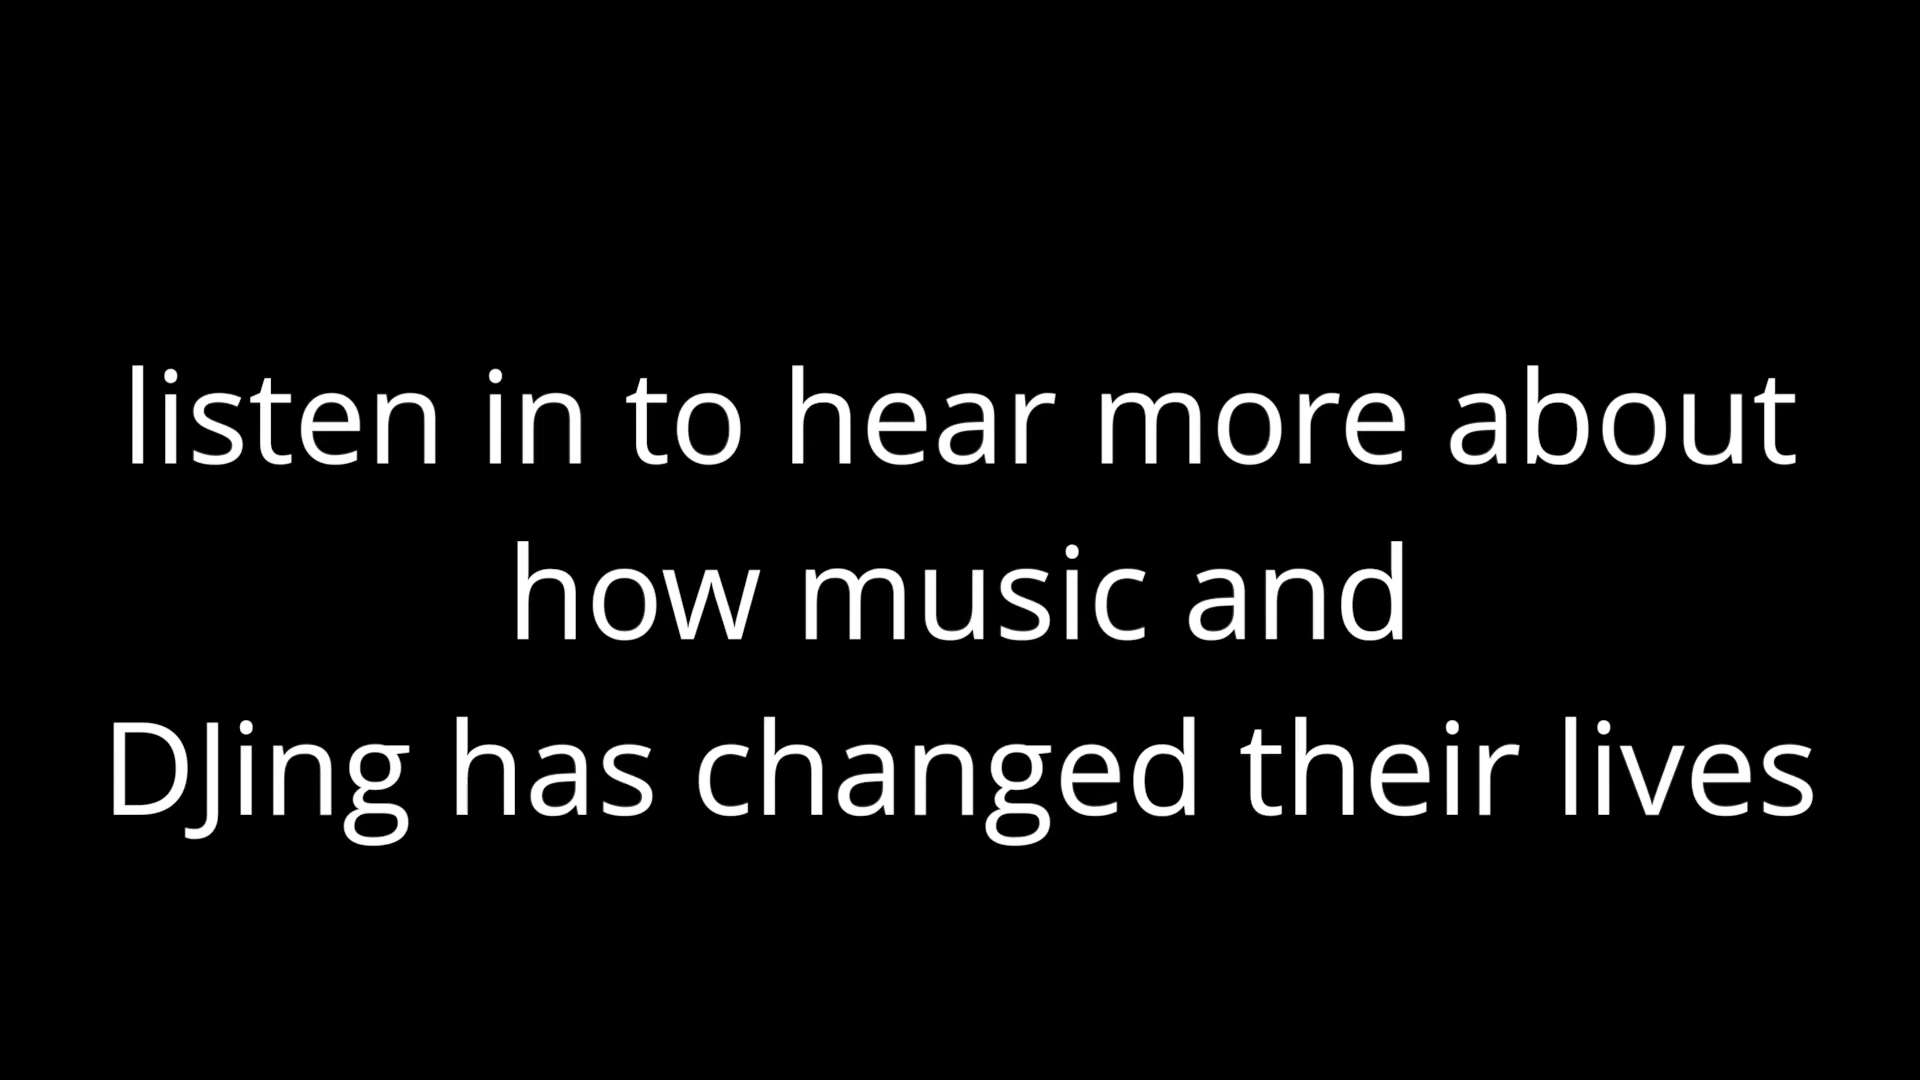 listen in to hear more about
how music and
DJing has changed their lives